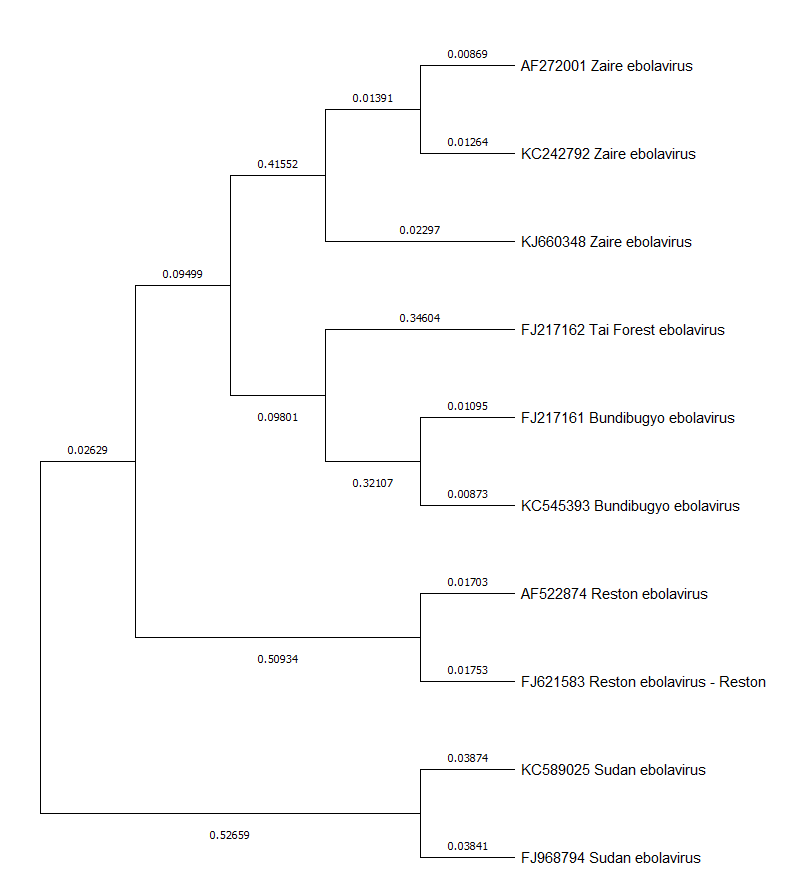 0.00869
AF272001 Zaire ebolavirus
0.01391
0.01264
KC242792 Zaire ebolavirus
0.41552
0.02297
KJ660348 Zaire ebolavirus
0.09499
0.34604
FJ217162 Tai Forest ebolavirus
0.09801
0.01095
FJ217161 Bundibugyo ebolavirus
0.02629
0.32107
0.00873
KC545393 Bundibugyo ebolavirus
0.01703
AF522874 Reston ebolavirus
0.50934
0.01753
FJ621583 Reston ebolavirus - Reston
0.03874
KC589025 Sudan ebolavirus
0.52659
0.03841
FJ968794 Sudan ebolavirus